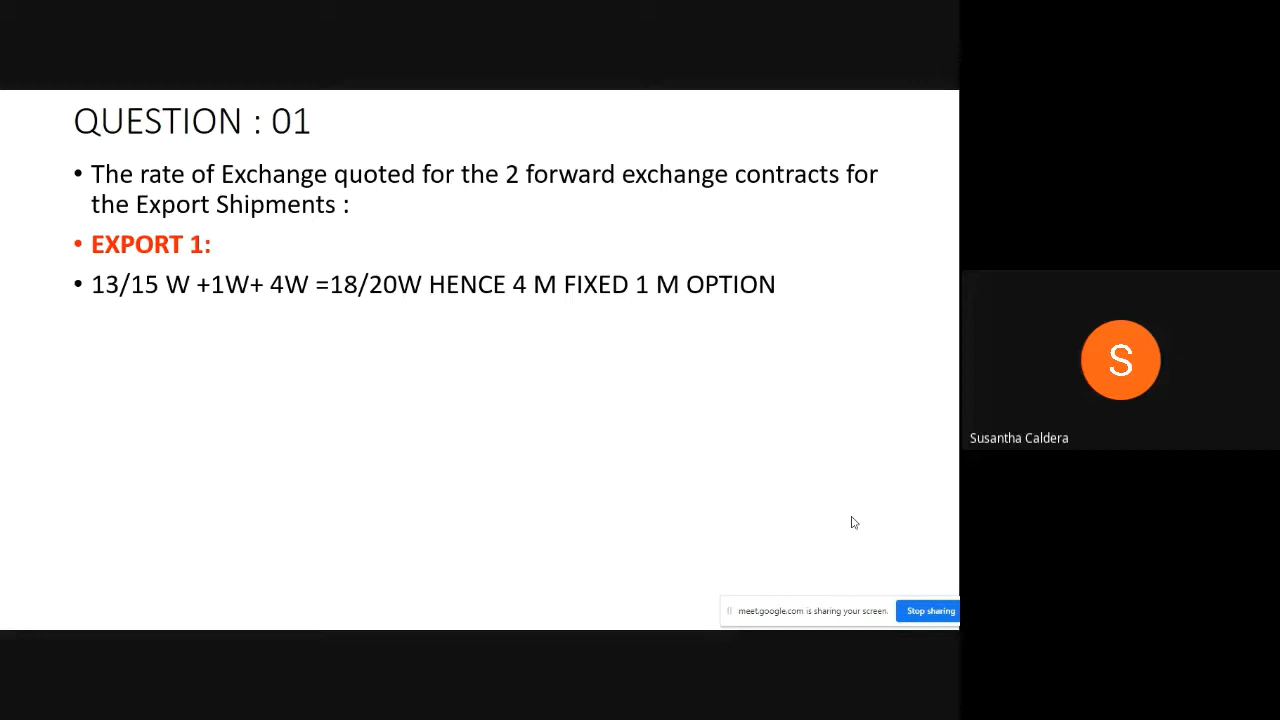 QUESTION : 01
• The rate of Exchange quoted for the 2 forward exchange contracts for
the Export Shipments :
• EXPORT 1:
• 13/15 W +1W+ 4W =18/20W HENCE 4 M FIXED 1 M OPTION
S
Susantha Caldera
meet.google.com is sharing your screen.
Stop sharing